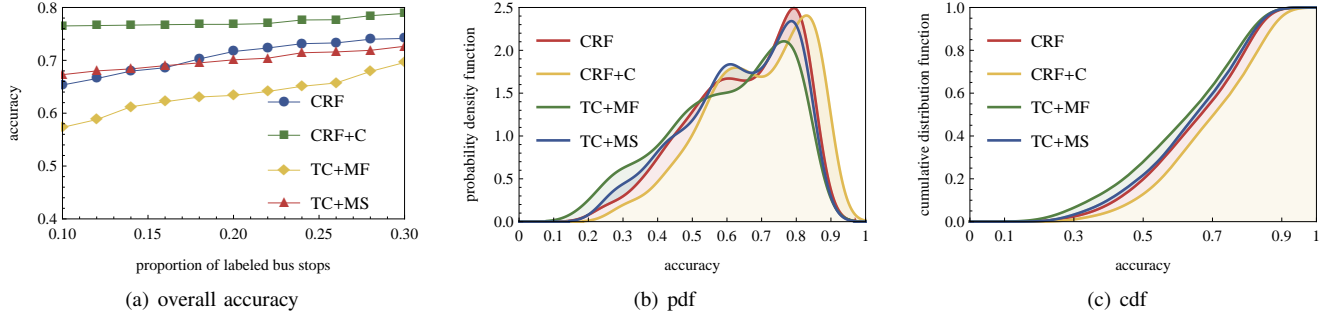 accuracy
0.8
0.7
0.6
0.5
0.4
0.10
0.15
0.20
0.25
0.30
CRF
CRF+C
TC+MF
TC+MS
proportion of labeled bus stops
(a) overall accuracy
probability density function
2.5
2.0
1.5
1.0
0.5
0.0
0 0.1 0.2 0.3 0.4 0.5 0.6 0.7 0.8 0.9 1
CRF
CRF+C
TC+MF
TC+MS
accuracy
(b) pdf
cumulative distribution function
1.0
0.8
0.6
0.4
0.2
0.0
0 0.1 0.3 0.5 0.7 0.9 1
CRF
CRF+C
TC+MF
TC+MS
accuracy
(c) cdf